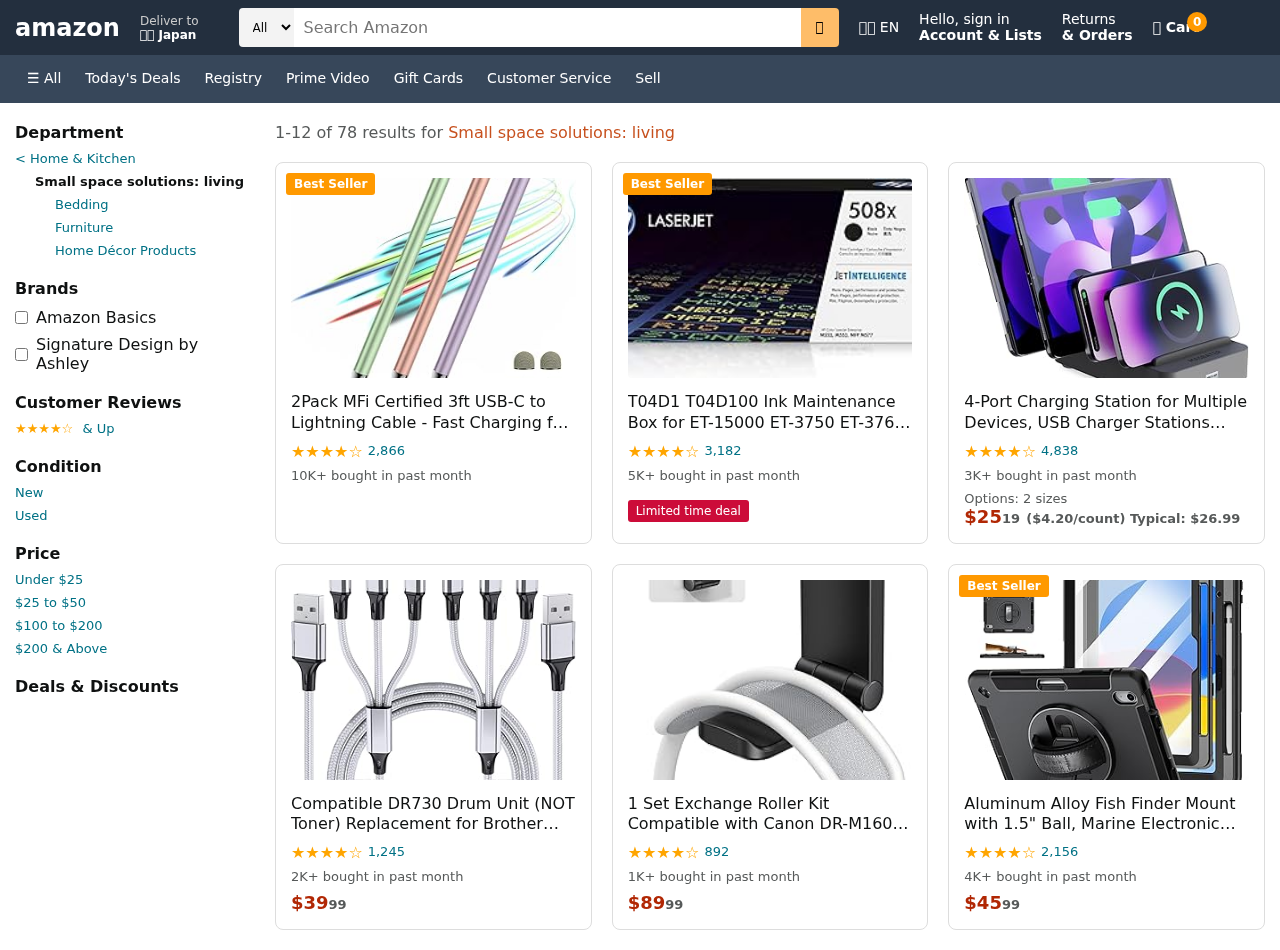 amazon
Deliver to
Japan
All
Search Amazon
EN
Hello, sign in
Account & Lists
Returns
& Orders
0
☰ All
Today's Deals
Registry
Prime Video
Gift Cards
Customer Service
Sell
Department
< Home & Kitchen
Small space solutions: living
Bedding
Furniture
Home Décor Products
Brands
Amazon Basics
Signature Design by
Ashley
Customer Reviews
★★★★☆ & Up
Condition
New
Used
Price
Under $25
$25 to $50
$100 to $200
$200 & Above
Deals & Discounts
1-12 of 78 results for Small space solutions: living
Best Seller
2Pack MFi Certified 3ft USB-C to
Lightning Cable - Fast Charging f...
★★★★☆ 2,866
10K+ bought in past month
Best Seller
LASERJET
508x
JETINTELLIGENCE
T04D1 T04D100 Ink Maintenance
Box for ET-15000 ET-3750 ET-376...
★★★★☆ 3,182
5K+ bought in past month
Limited time deal
4-Port Charging Station for Multiple
Devices, USB Charger Stations...
★★★★☆ 4,838
3K+ bought in past month
Options: 2 sizes
$25 19 ($4.20/count) Typical: $26.99
Compatible DR730 Drum Unit (NOT
Toner) Replacement for Brother...
★★★★☆ 1,245
2K+ bought in past month
$39 99
1 Set Exchange Roller Kit
Compatible with Canon DR-M160...
★★★★☆ 892
1K+ bought in past month
$89 99
Best Seller
Aluminum Alloy Fish Finder Mount
with 1.5" Ball, Marine Electronic...
★★★★☆ 2,156
4K+ bought in past month
$45 99